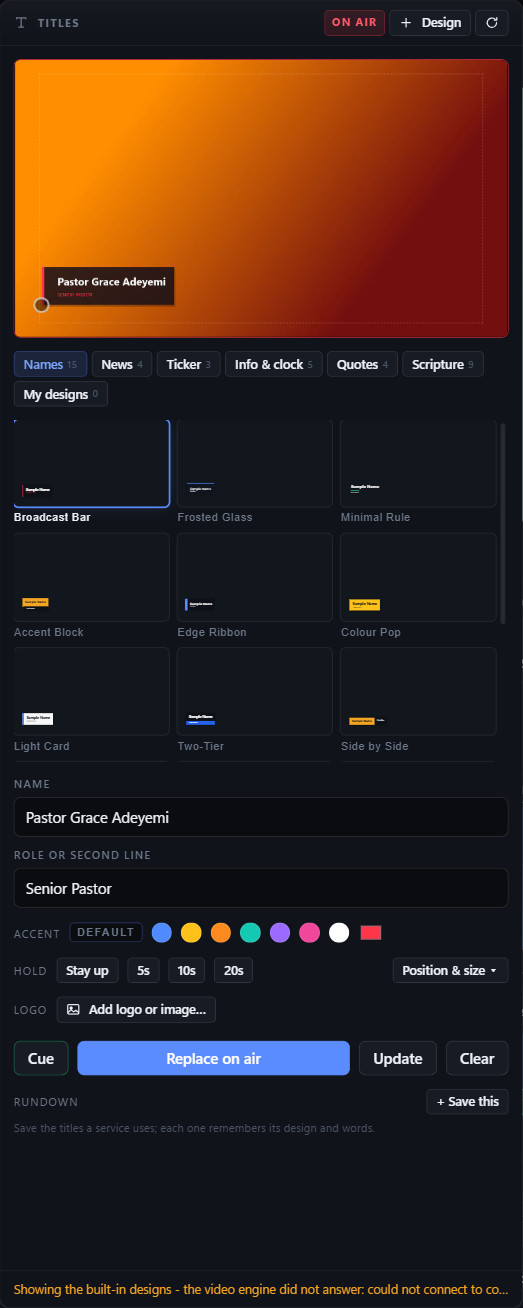 TITLES
ON AIR
+ Design
Pastor Grace Adeyemi
SENIOR PASTOR
Names 15
News 4
Ticker 3
Info & clock 5
Quotes 4
Scripture 9
My designs 0
Sample Name
Sample Name
Sample Name
Broadcast Bar
Frosted Glass
Minimal Rule
Sample Name
Sample Name
Sample Name
Accent Block
Edge Ribbon
Colour Pop
Sample Name
Sample Name
Sample Name
Light Card
Two-Tier
Side by Side
NAME
Pastor Grace Adeyemi
ROLE OR SECOND LINE
Senior Pastor
ACCENT DEFAULT
HOLD Stay up 5s 10s 20s Position & size
LOGO Add logo or image...
Cue Replace on air Update Clear
RUNDOWN + Save this
Save the titles a service uses; each one remembers its design and words.
Showing the built-in designs - the video engine did not answer: could not connect to co...